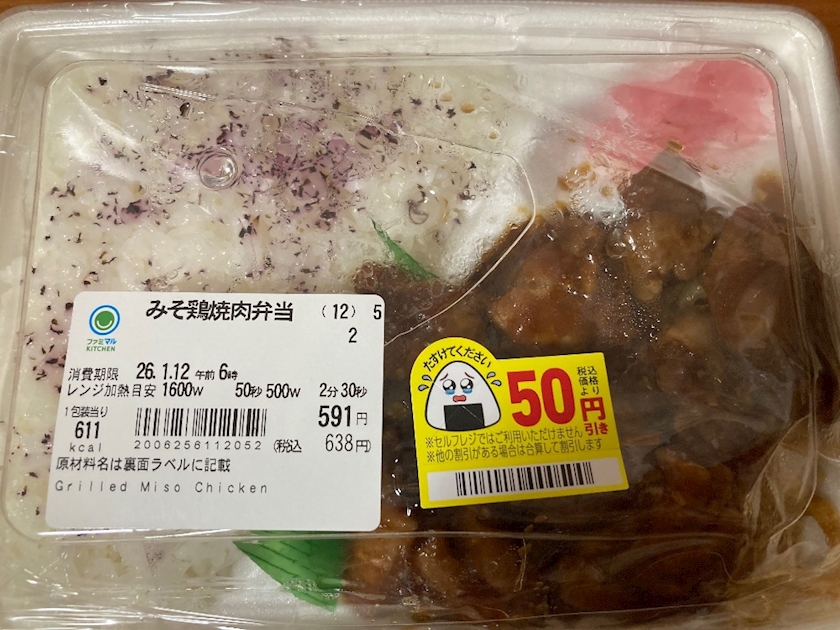 みそ鶏焼肉弁当 (12) 5
2
ファミマル
KITCHEN
消費期限 26.1.12 午前 6時
レンジ加熱目安 1600w 50秒 500w 2分30秒
1包装当り
611
kcal
591円
2006256112052 (税込 638円)
原材料名は裏面ラベルに記載
Grilled Miso Chicken
たすけてください
税込価格より
50円引き
※セルフレジではご利用いただけません
※他の割引がある場合は合算して割引します